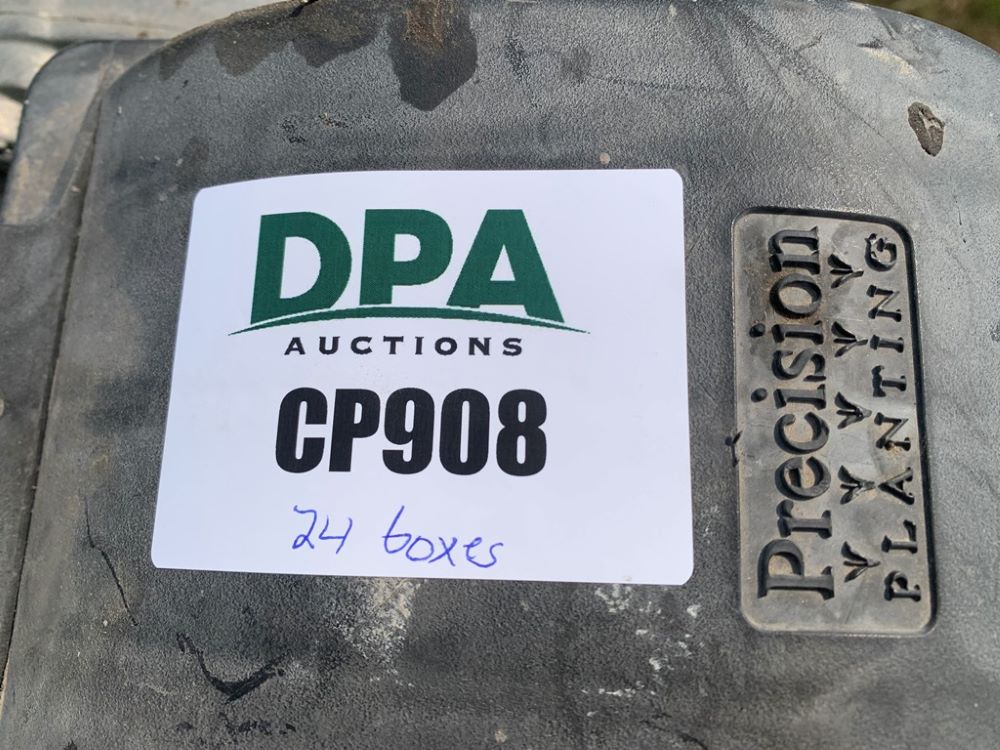 DPA
AUCTIONS
CP908
24 boxes
Precision
PLANTING